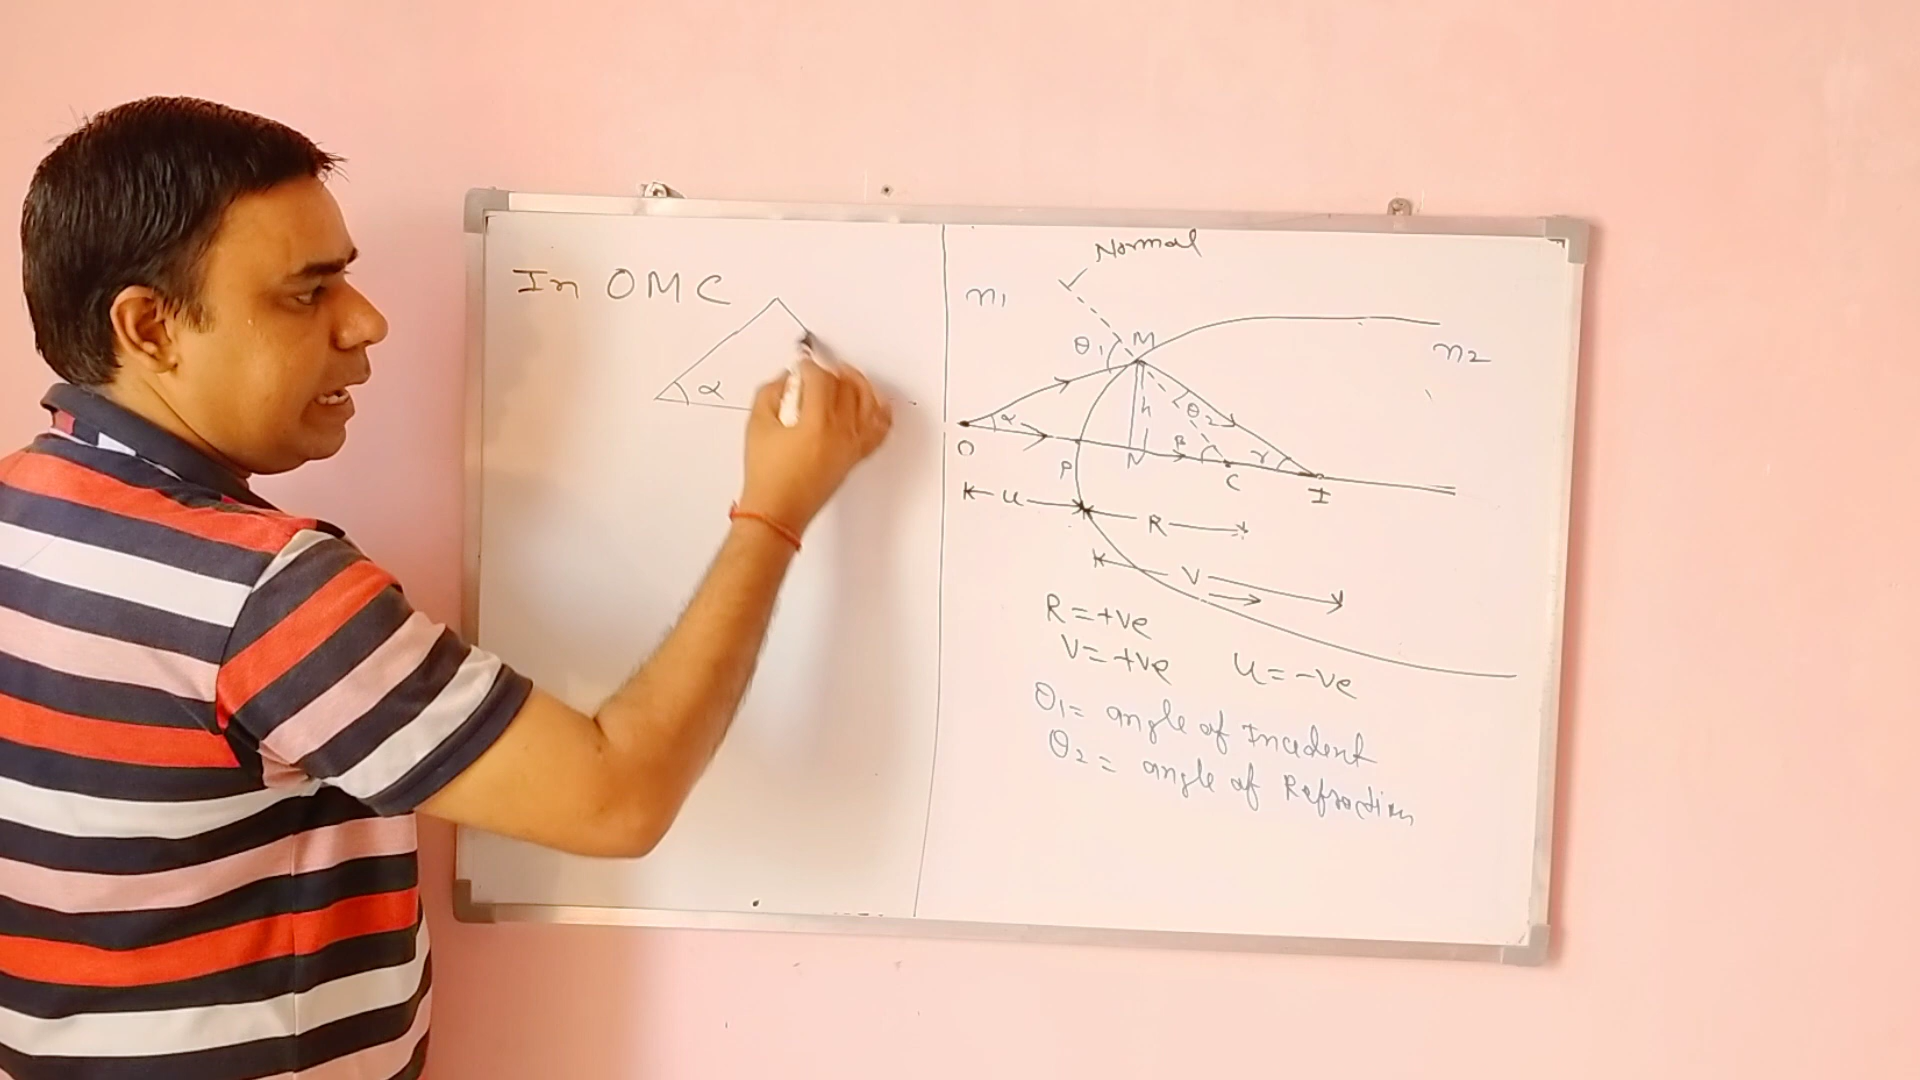 In OMC
α
Normal
n1
n2
θ1
M
h
θ2
α
β
γ
O
P
N
C
I
u
R
V
R=+ve
V=+ve
u=-ve
θ1= angle of Incident
θ2= angle of Refraction